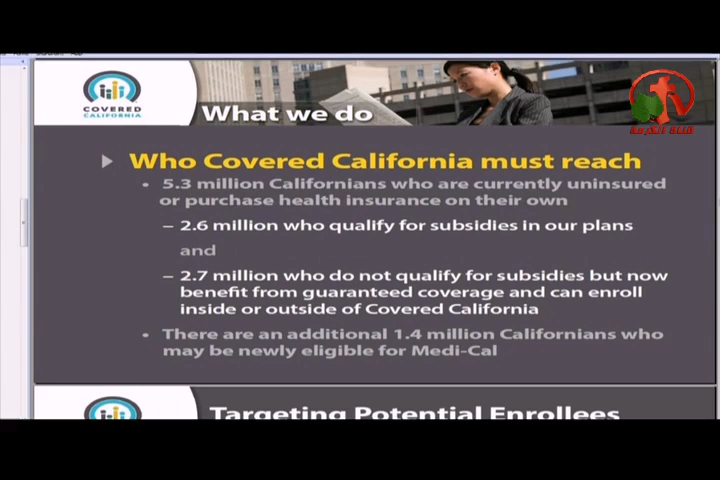 COVERED
CALIFORNIA
What we do
قناة الكرمة
Who Covered California must reach
• 5.3 million Californians who are currently uninsured
or purchase health insurance on their own
– 2.6 million who qualify for subsidies in our plans
and
– 2.7 million who do not qualify for subsidies but now
benefit from guaranteed coverage and can enroll
inside or outside of Covered California
• There are an additional 1.4 million Californians who
may be newly eligible for Medi-Cal
Targeting Potential Enrollees